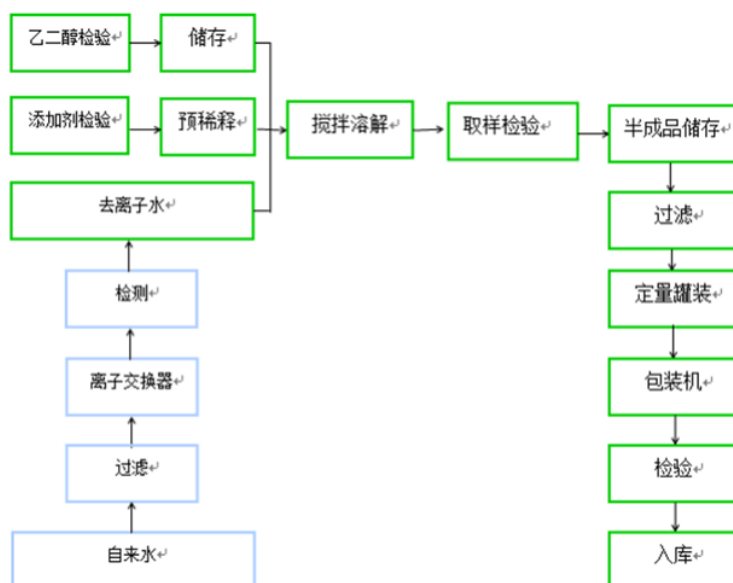 乙二醇检验
储存
添加剂检验
预稀释
搅拌溶解
取样检验
半成品储存
去离子水
过滤
检测
定量罐装
离子交换器
包装机
过滤
检验
自来水
入库